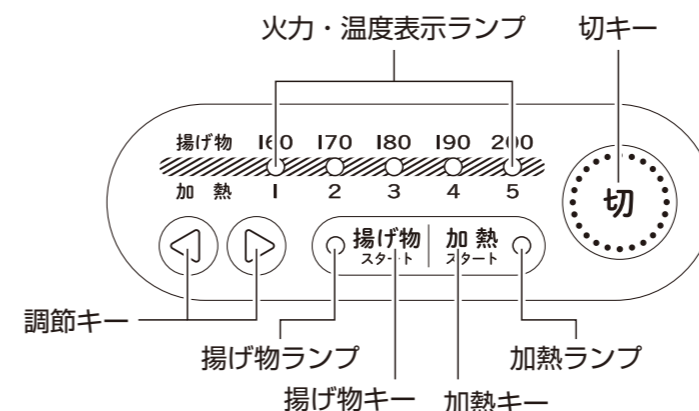 火力・温度表示ランプ 切キー
揚げ物 160 170 180 190 200
加 熱 1 2 3 4 5
切
揚げ物 スタート 加 熱 スタート
調節キー
揚げ物ランプ 加熱ランプ
揚げ物キー 加熱キー